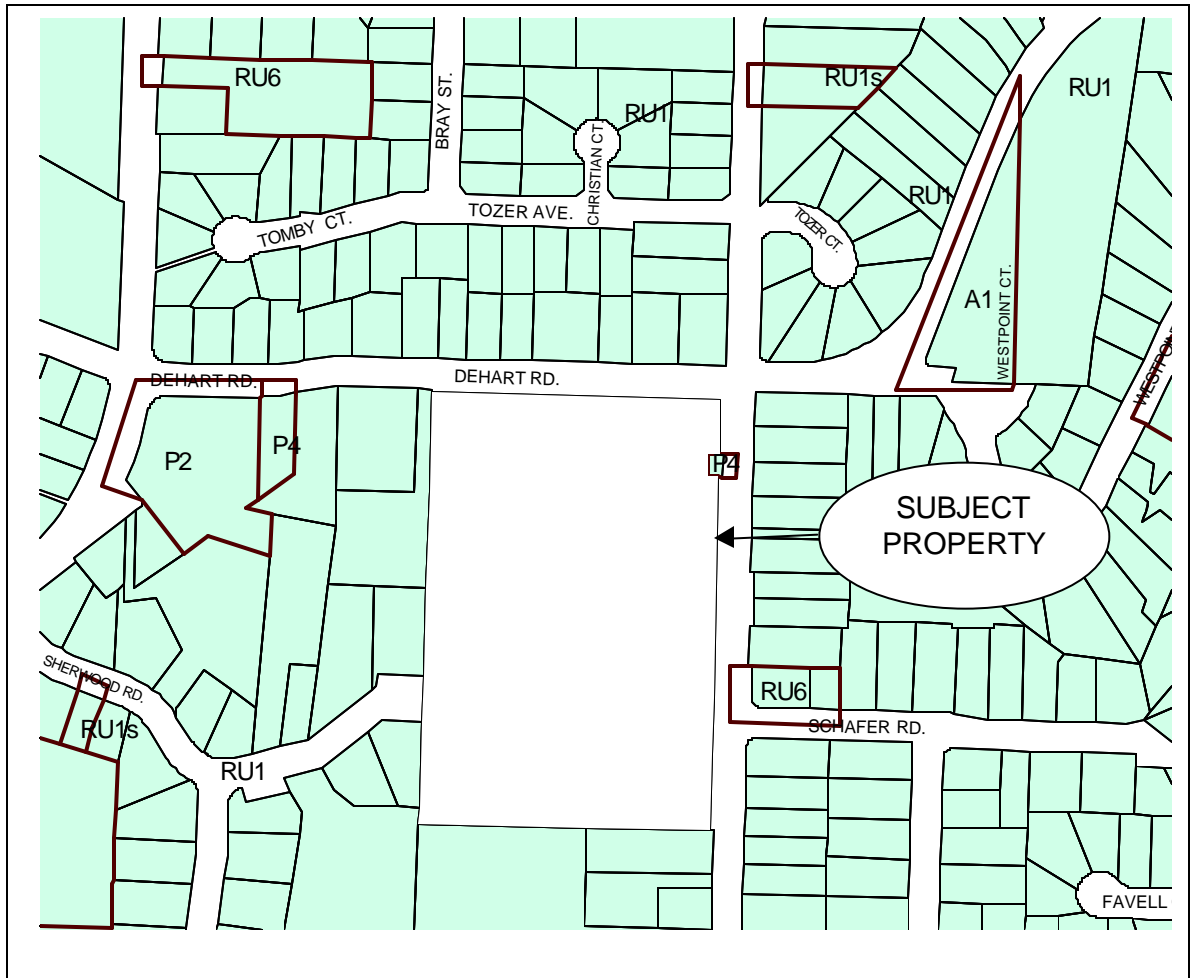 RU6
BRAY ST.
RU1
CHRISTIAN CT
RU1s
RU1
RU1
TOMBY CT.
TOZER AVE.
TOZER CT.
A1
WESTPOINT CT.
DEHART RD.
DEHART RD.
P2
P4
P4
SUBJECT
PROPERTY
SHERWOOD RD.
RU1s
RU1
RU6
SCHAFER RD.
FAVELL